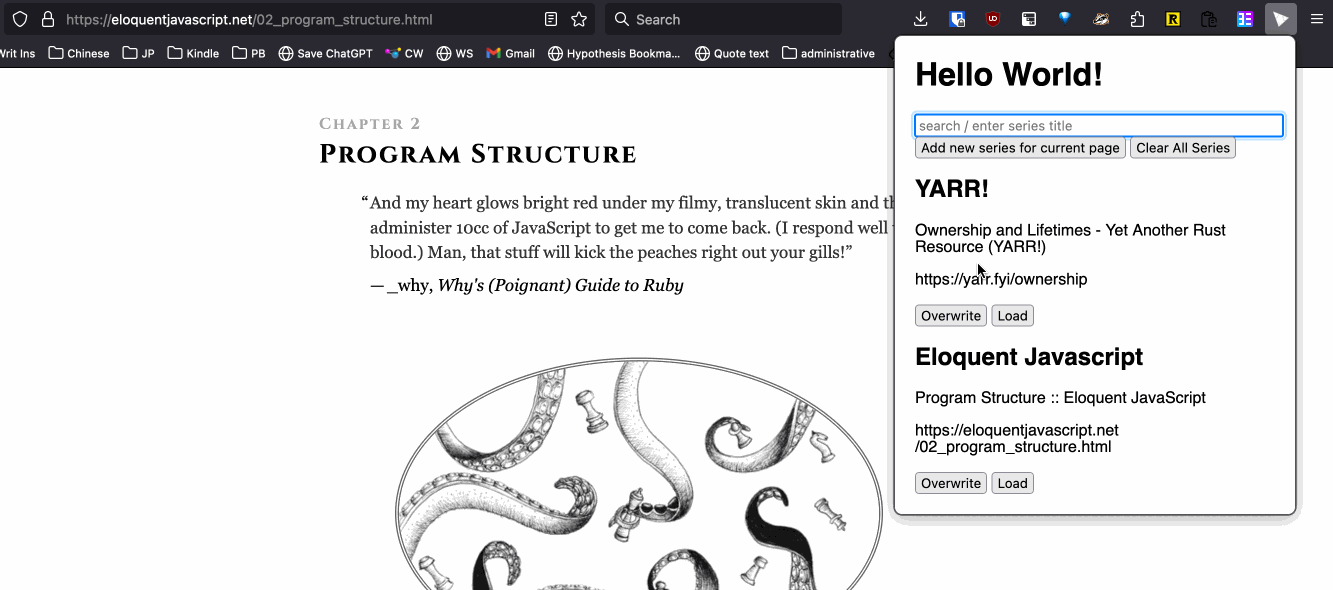 https://eloquentjavascript.net/02_program_structure.html
Search
Writ Ins Chinese JP Kindle PB Save ChatGPT CW WS Gmail Hypothesis Bookma... Quote text administrative
Hello World!
search / enter series title
Add new series for current page Clear All Series
YARR!
Ownership and Lifetimes - Yet Another Rust
Resource (YARR!)
https://yarr.fyi/ownership
Overwrite Load
Eloquent Javascript
Program Structure :: Eloquent JavaScript
https://eloquentjavascript.net
/02_program_structure.html
Overwrite Load
Chapter 2
Program Structure
“And my heart glows bright red under my filmy, translucent skin and th
administer 10cc of JavaScript to get me to come back. (I respond well
blood.) Man, that stuff will kick the peaches right out your gills!”
— _why, Why's (Poignant) Guide to Ruby